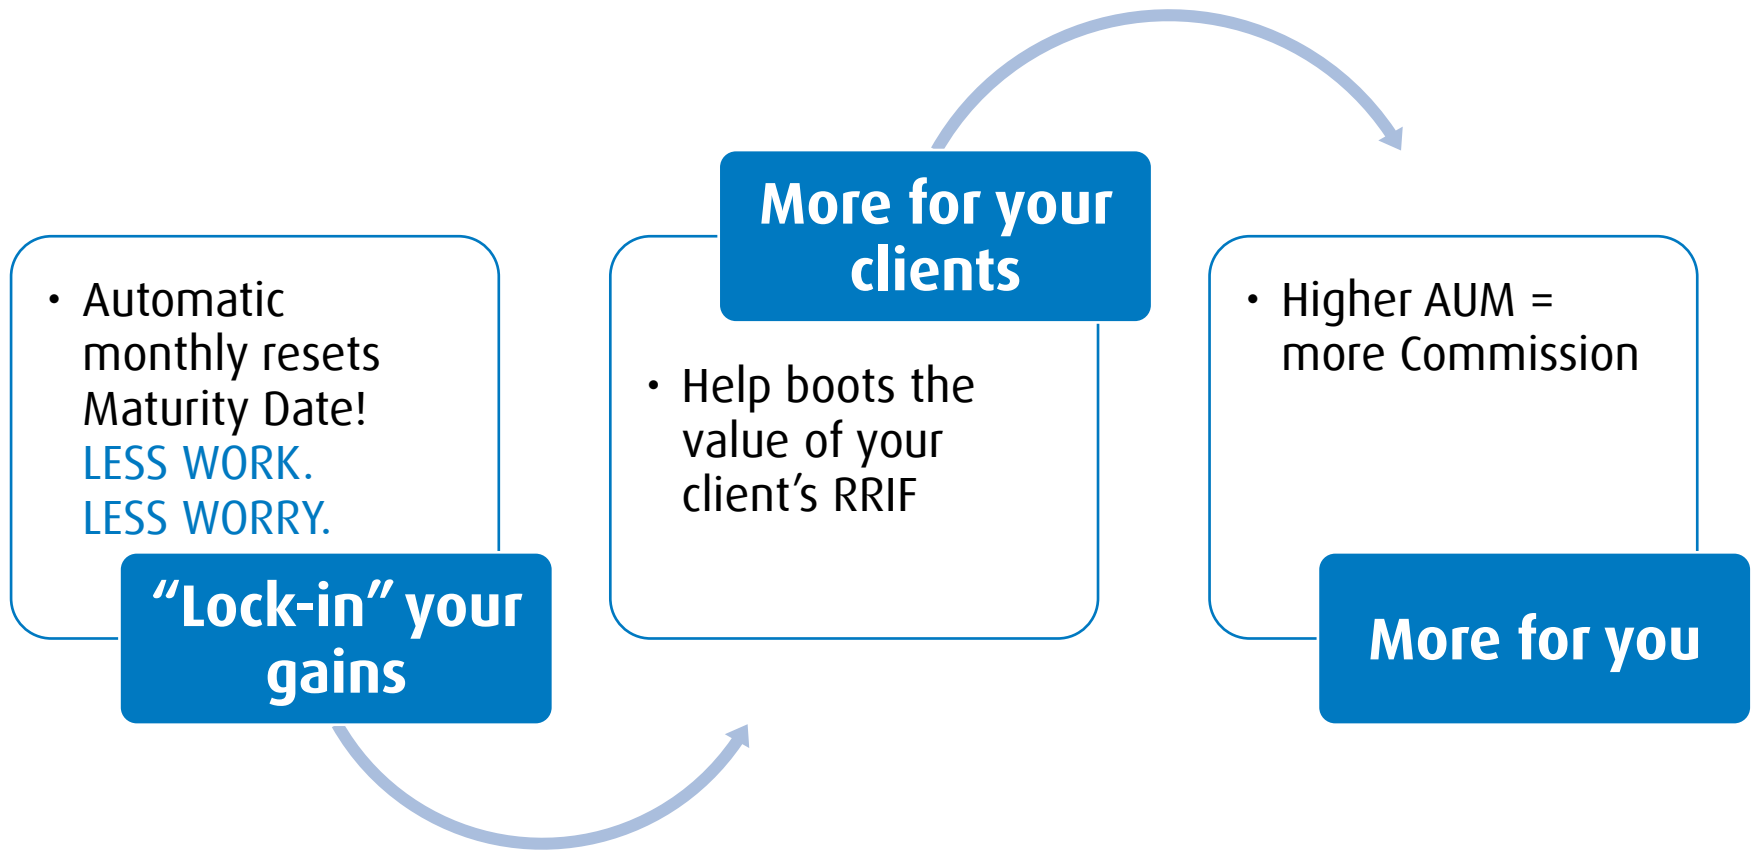 • Automatic
monthly resets
Maturity Date!
LESS WORK.
LESS WORRY.
“Lock-in” your
gains
More for your
clients
• Help boots the
value of your
client’s RRIF
• Higher AUM =
more Commission
More for you